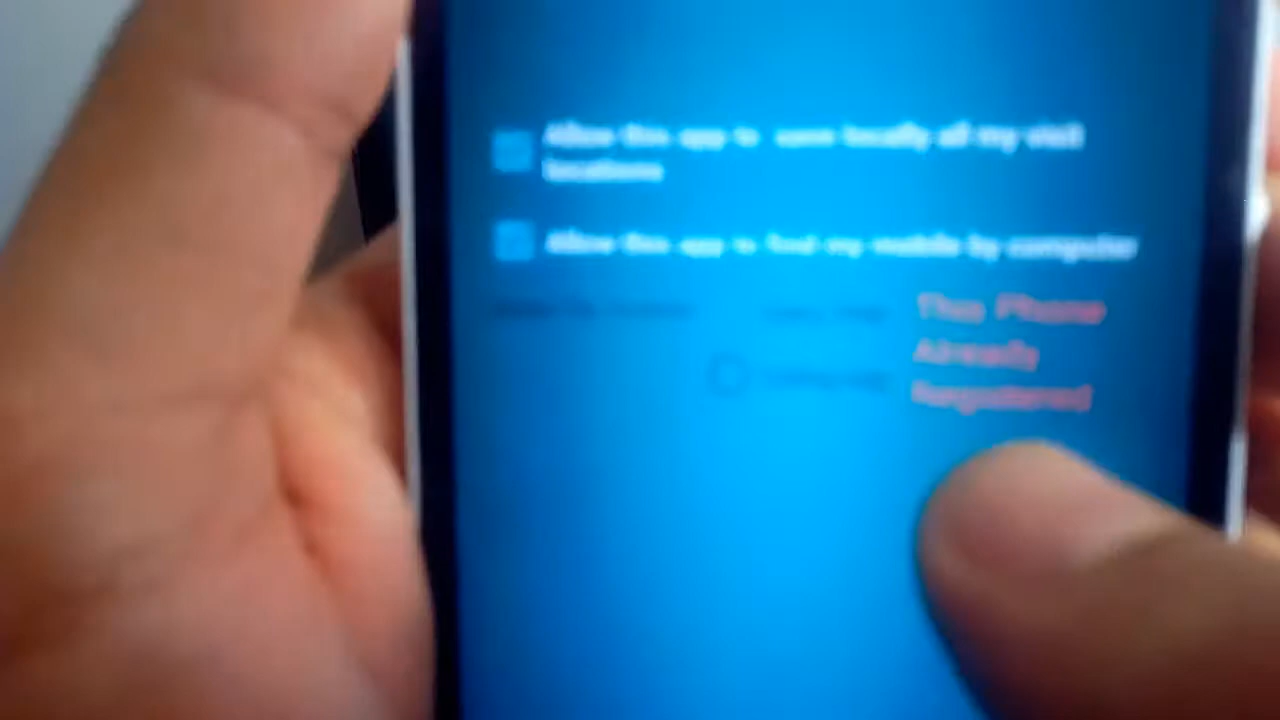 Allow this app to save locally all my visit
locations
Allow this app to find my mobile by computer
This Phone
Already
Registered